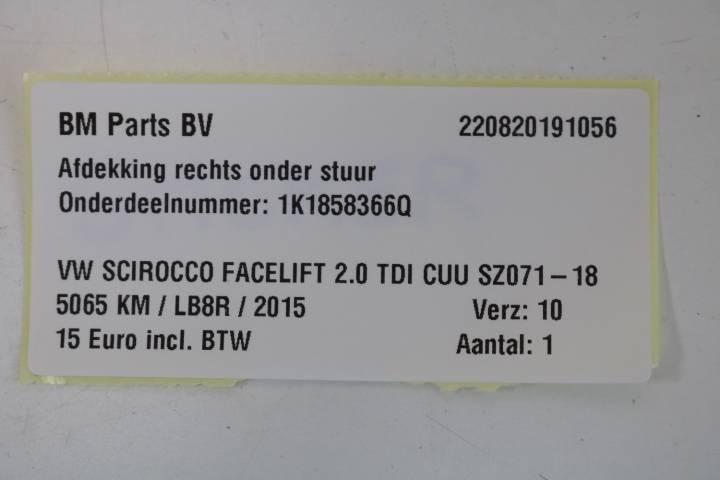 BM Parts BV 220820191056
Afdekking rechts onder stuur
Onderdeelnummer: 1K1858366Q
VW SCIROCCO FACELIFT 2.0 TDI CUU SZ071-18
5065 KM / LB8R / 2015 Verz: 10
15 Euro incl. BTW Aantal: 1